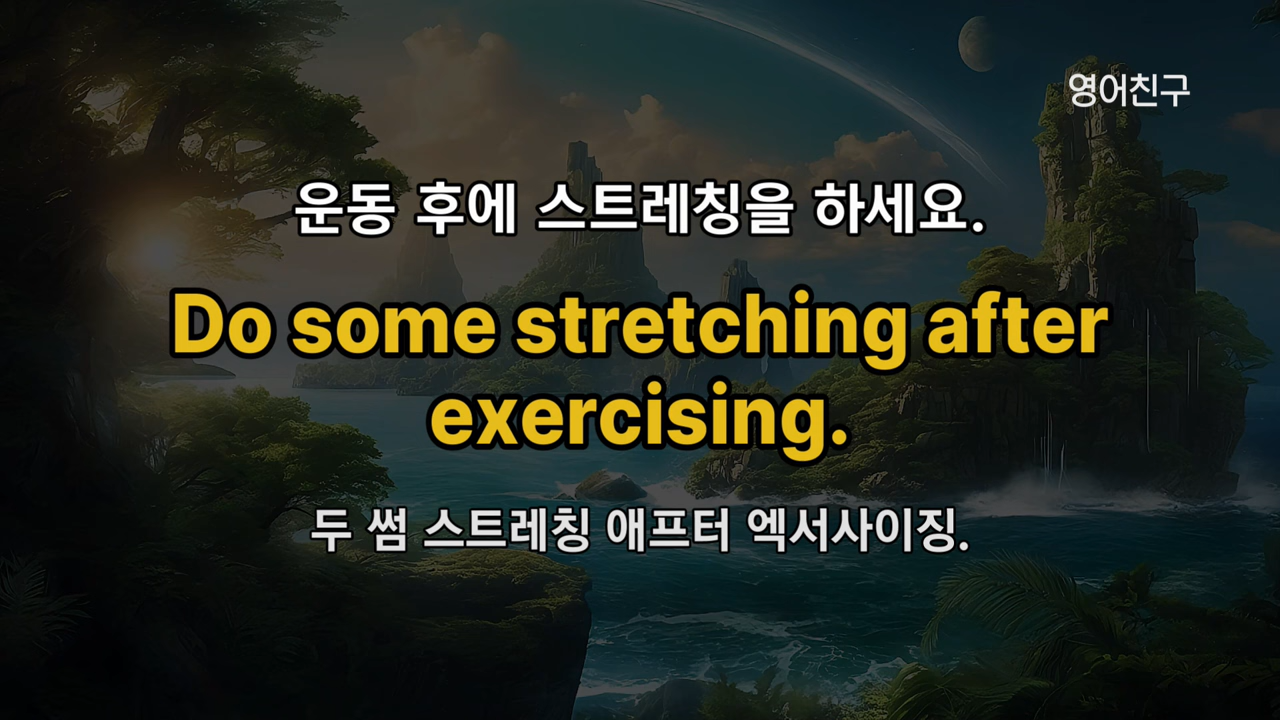 영어친구
운동 후에 스트레칭을 하세요.
Do some stretching after
exercising.
두 썸 스트레칭 애프터 엑서사이징.